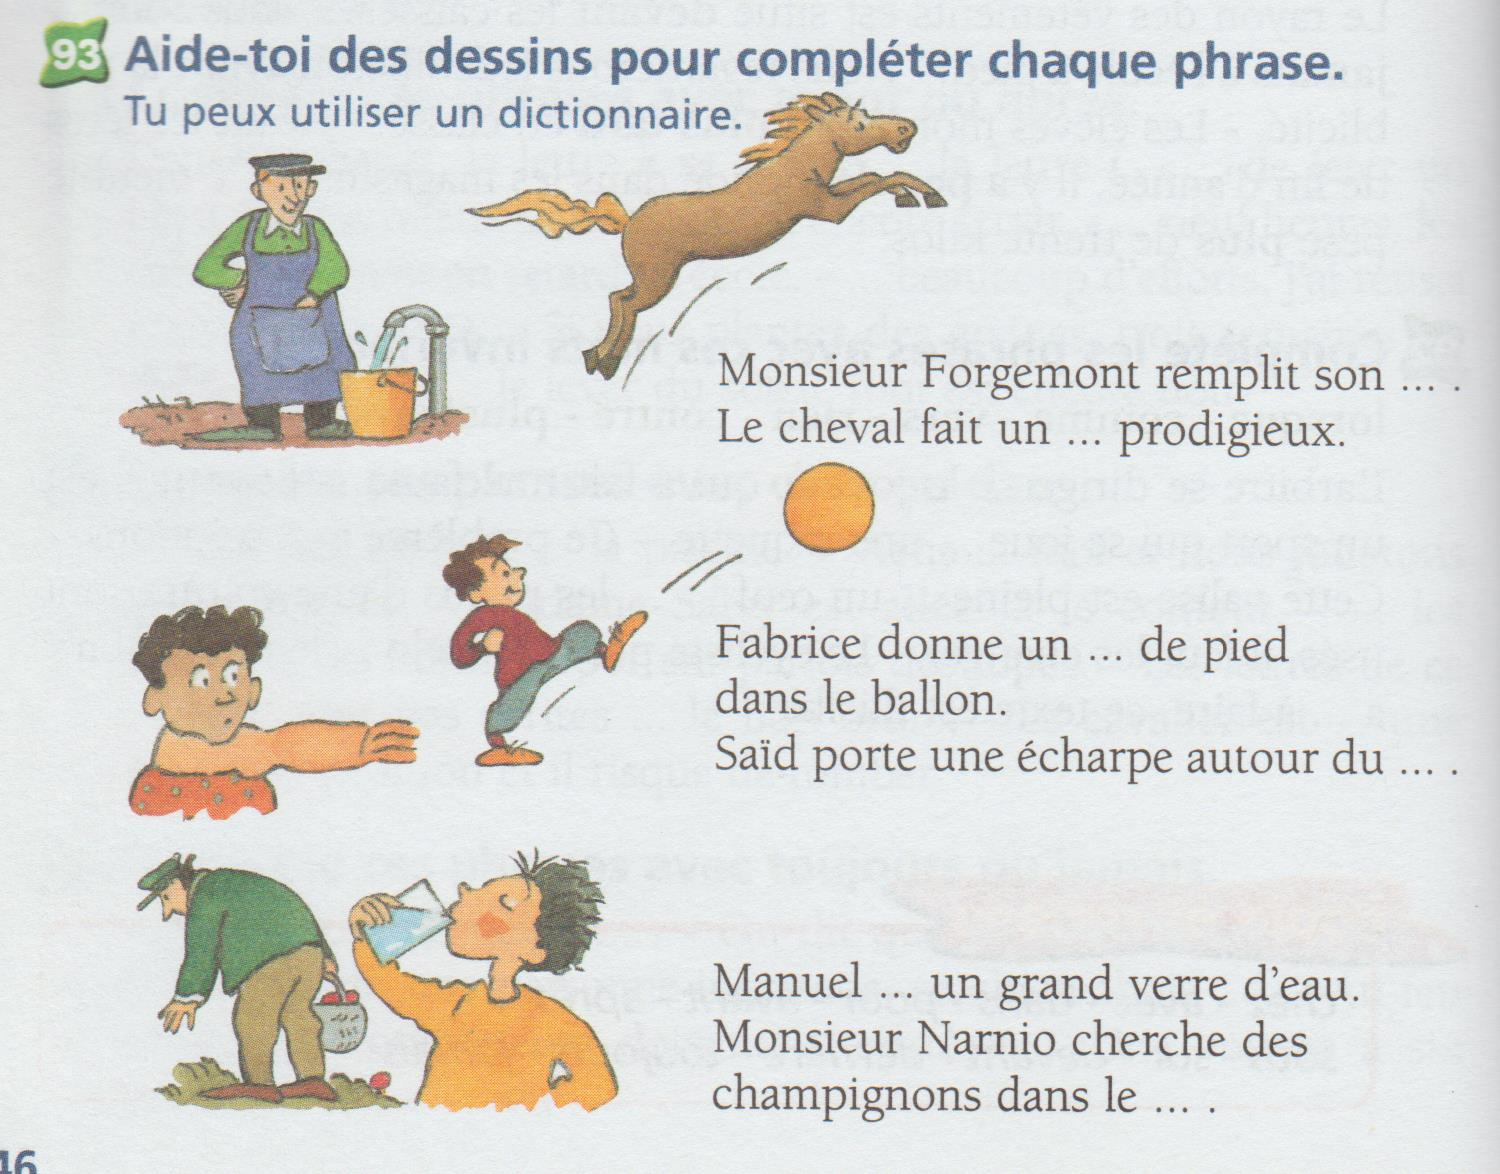 93 Aide-toi des dessins pour compléter chaque phrase.
Tu peux utiliser un dictionnaire.
Monsieur Forgemont remplit son ... .
Le cheval fait un ... prodigieux.
Fabrice donne un ... de pied
dans le ballon.
Saïd porte une écharpe autour du ... .
Manuel ... un grand verre d'eau.
Monsieur Narnio cherche des
champignons dans le ... .
46